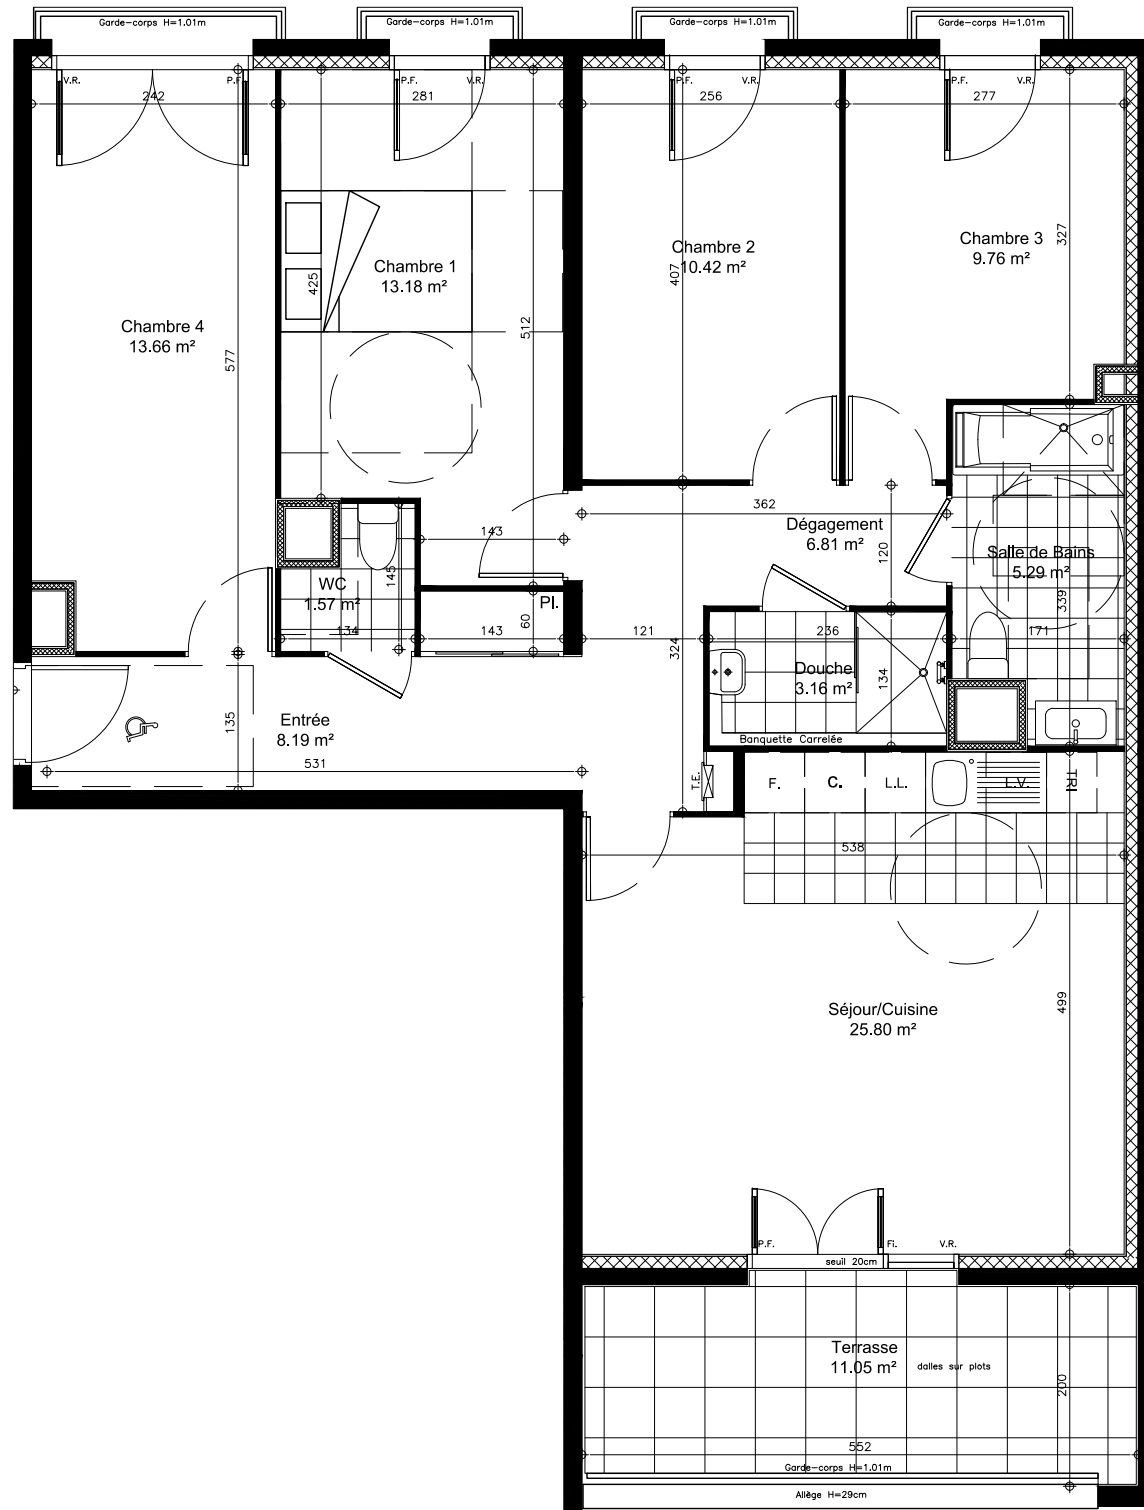 Garde-corps H=1.01m
Garde-corps H=1.01m
Garde-corps H=1.01m
Garde-corps H=1.01m
V.R.
P.F.
P.F.
V.R.
P.F.
V.R.
P.F.
V.R.
242
281
256
277
Chambre 1
13.18 m²
425
512
Chambre 2
10.42 m²
407
Chambre 3
9.76 m²
327
Chambre 4
13.66 m²
577
362
Dégagement
6.81 m²
120
143
Salle de Bains
5.29 m²
339
171
WC
1.57 m²
145
134
Pl.
60
143
121
324
236
Douche
3.16 m²
134
Banquette Carrelée
Entrée
8.19 m²
135
531
T.E.
F.
C.
L.L.
L.V.
TRI
538
Séjour/Cuisine
25.80 m²
499
P.F.
Fi.
V.R.
seuil 20cm
Terrasse
11.05 m²
dalles sur plots
200
552
Garde-corps H=1.01m
Allège H=29cm